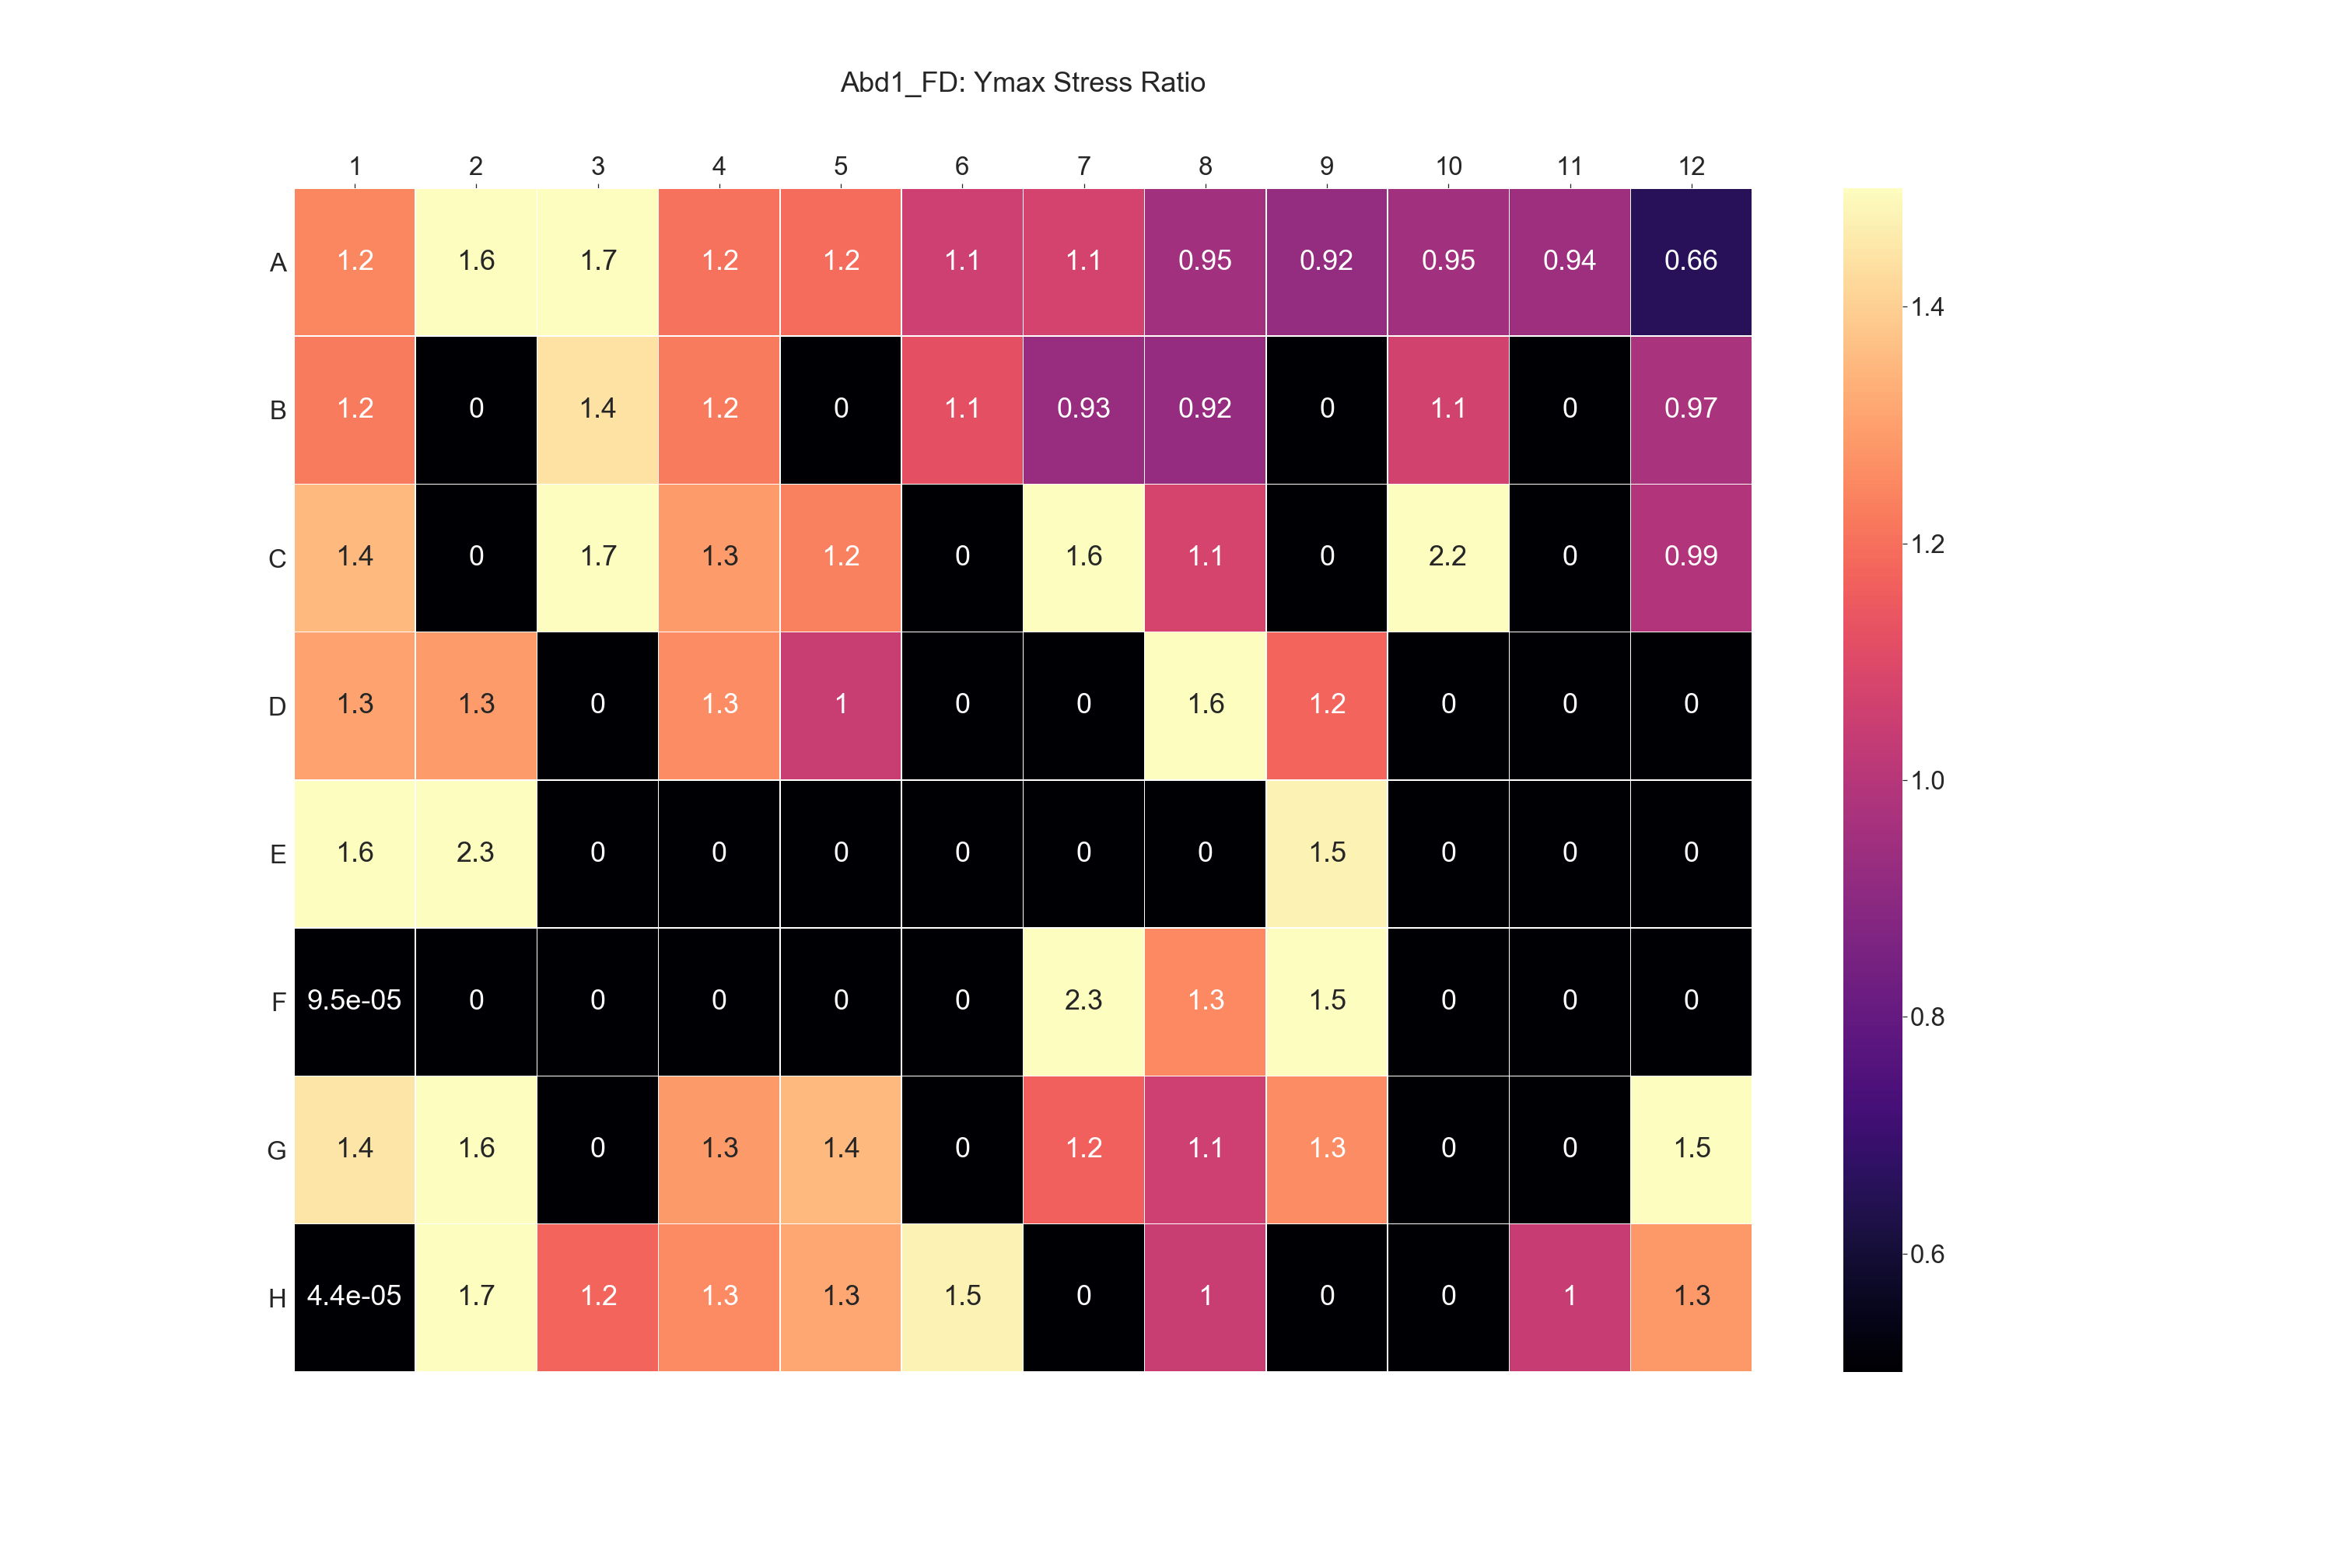 Abd1_FD: Ymax Stress Ratio
1 2 3 4 5 6 7 8 9 10 11 12
A 1.2 1.6 1.7 1.2 1.2 1.1 1.1 0.95 0.92 0.95 0.94 0.66
1.4
B 1.2 0 1.4 1.2 0 1.1 0.93 0.92 0 1.1 0 0.97
1.2
C 1.4 0 1.7 1.3 1.2 0 1.6 1.1 0 2.2 0 0.99
D 1.3 1.3 0 1.3 1 0 0 1.6 1.2 0 0 0
1.0
E 1.6 2.3 0 0 0 0 0 0 1.5 0 0 0
F 9.5e-05 0 0 0 0 0 2.3 1.3 1.5 0 0 0
0.8
G 1.4 1.6 0 1.3 1.4 0 1.2 1.1 1.3 0 0 1.5
0.6
H 4.4e-05 1.7 1.2 1.3 1.3 1.5 0 1 0 0 1 1.3